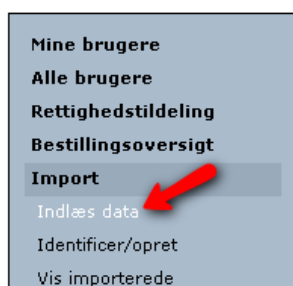 Mine brugere
Alle brugere
Rettighedstildeling
Bestillingsoversigt
Import
Indlæs data
Identificer/opret
Vis importerede